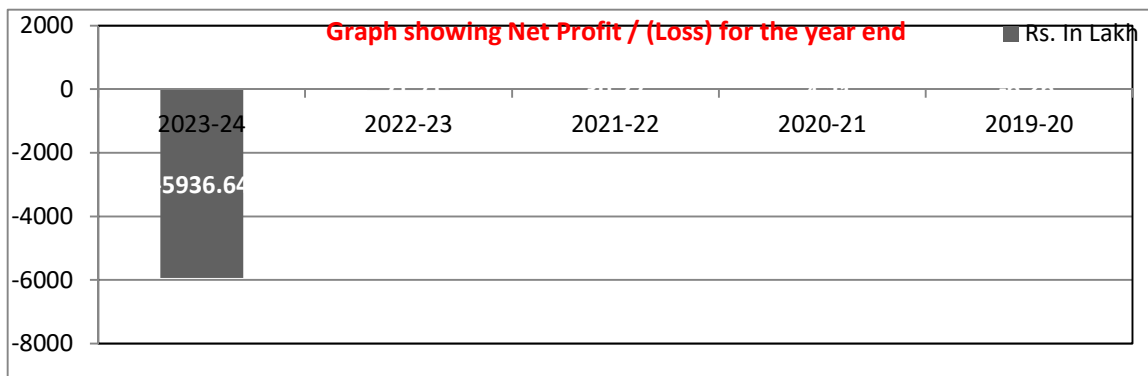 Graph showing Net Profit / (Loss) for the year end
Rs. In Lakh
2000
0
-2000
-4000
-6000
-8000
2023-24 2022-23 2021-22 2020-21 2019-20
-5936.64